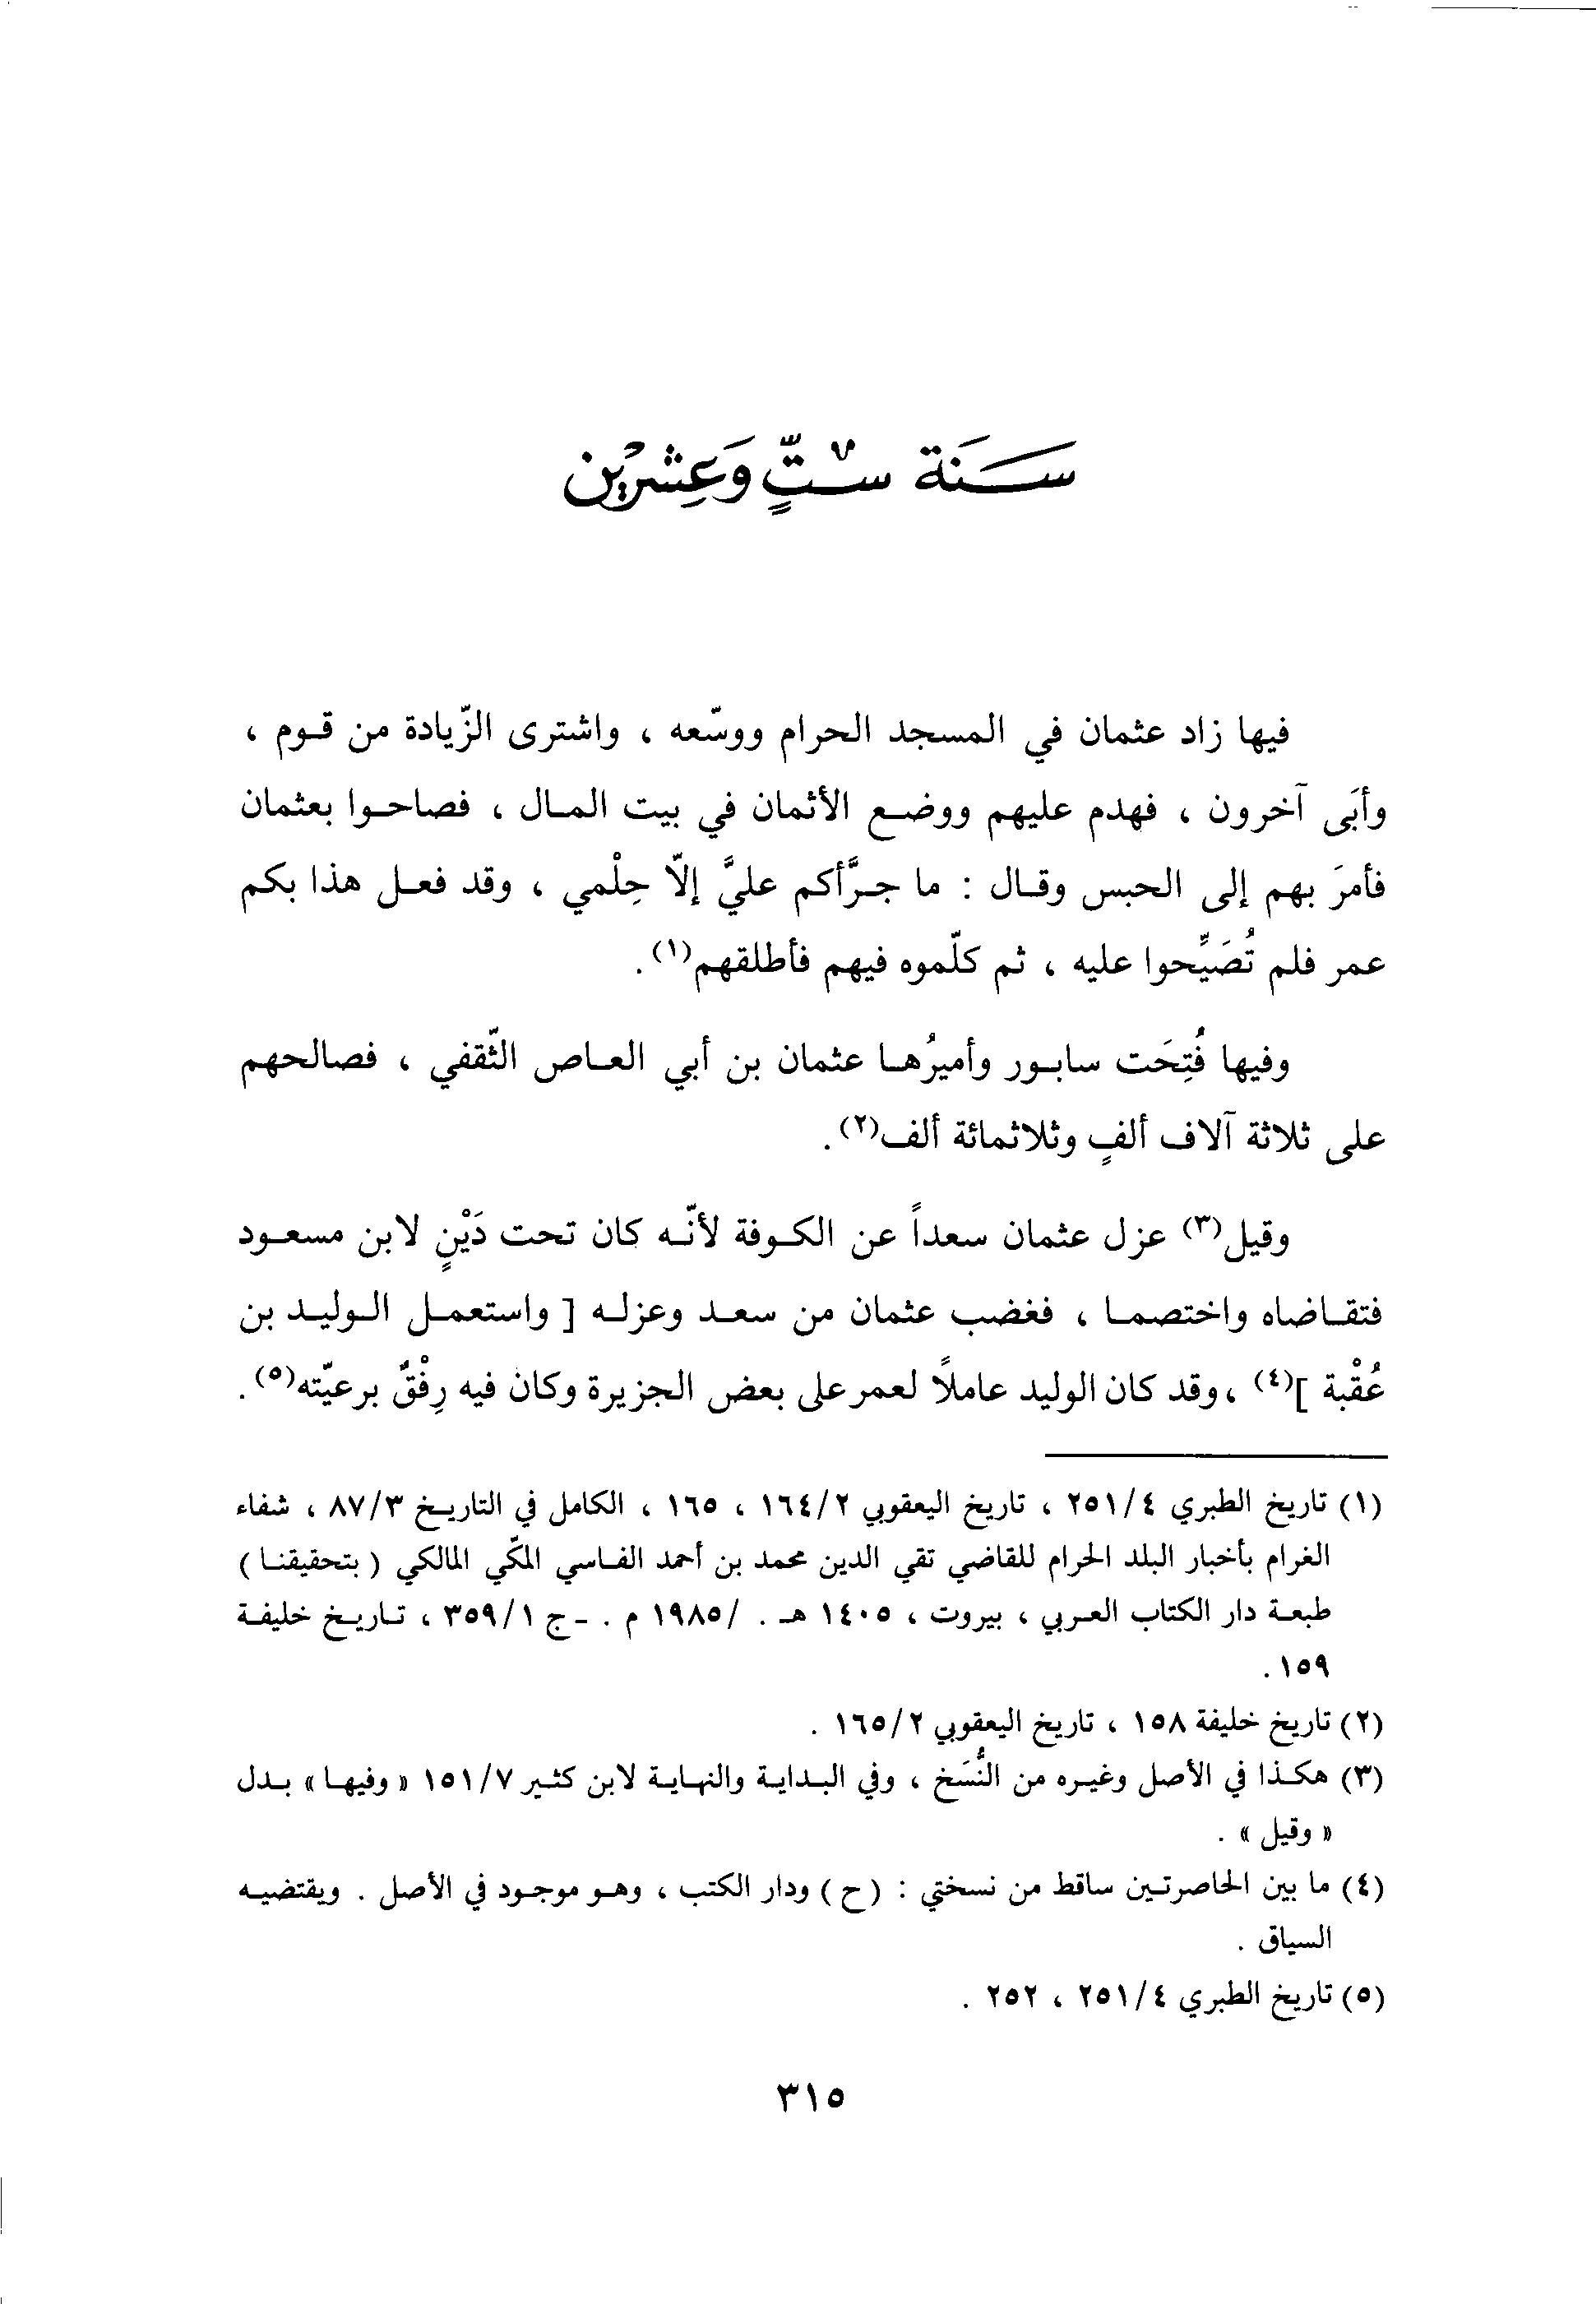 سَنَة ستٍّ وَعِشرين
فيها زاد عثمان في المسجد الحرام ووسّعه ، واشترى الزّيادة من قوم ،
وأبَى آخرون ، فهدم عليهم ووضع الأثمان في بيت المال ، فصاحوا بعثمان
فأمرَ بهم إلى الحبس وقال : ما جرَّأكم عليَّ إلاّ حِلْمي ، وقد فعل هذا بكم
عمر فلم تُصَيِّحوا عليه ، ثم كلّموه فيهم فأطلقهم(١) .
وفيها فُتِحَت سابور وأميرُها عثمان بن أبي العاص الثّقفي ، فصالحهم
على ثلاثة آلاف ألفٍ وثلاثمائة ألف(٢) .
وقيل(٣) عزل عثمان سعداً عن الكوفة لأنّه كان تحت دَيْنٍ لابن مسعود
فتقاضاه واختصما ، فغضب عثمان من سعد وعزله [ واستعمل الوليد بن
عُقْبة ](٤) ، وقد كان الوليد عاملاً لعمر على بعض الجزيرة وكان فيه رِفْقٌ برعيّته(٥) .
(١) تاريخ الطبري ٢٥١/٤ ، تاريخ اليعقوبي ١٦٤/٢ ، ١٦٥ ، الكامل في التاريخ ٨٧/٣ ، شفاء
الغرام بأخبار البلد الحرام للقاضي تقي الدين محمد بن أحمد الفاسي المكّي المالكي ( بتحقيقنا )
طبعة دار الكتاب العربي ، بيروت ، ١٤٠٥ هـ . /١٩٨٥ م . - ج ٣٥٩/١ ، تاريخ خليفة
١٥٩ .
(٢) تاريخ خليفة ١٥٨ ، تاريخ اليعقوبي ١٦٥/٢ .
(٣) هكذا في الأصل وغيره من النُّسَخ ، وفي البداية والنهاية لابن كثير ١٥١/٧ « وفيها » بدل
« وقيل » .
(٤) ما بين الحاصرتين ساقط من نسختي : ( ح ) ودار الكتب ، وهو موجود في الأصل . ويقتضيه
السياق .
(٥) تاريخ الطبري ٢٥١/٤ ، ٢٥٢ .
٣١٥